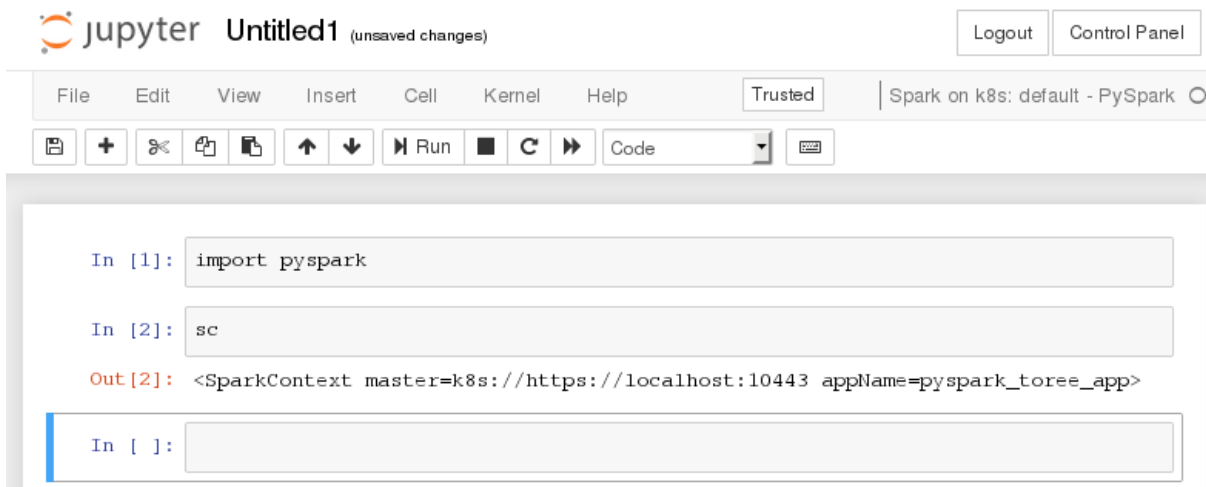 jupyter Untitled1 (unsaved changes) Logout Control Panel
File Edit View Insert Cell Kernel Help Trusted Spark on k8s: default - PySpark
Run Code
In [1]: import pyspark
In [2]: sc
Out[2]: <SparkContext master=k8s://https://localhost:10443 appName=pyspark_toree_app>
In [ ]: